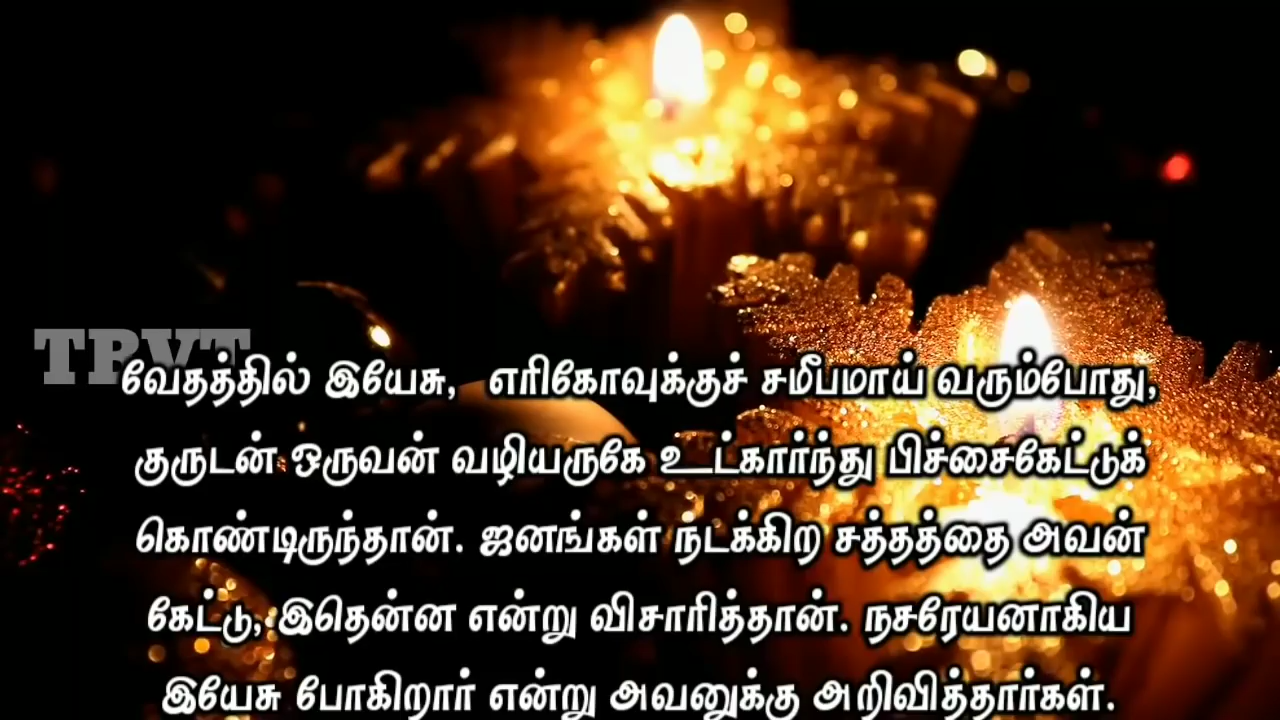 TPVT
வேதத்தில் இயேசு, எரிகோவுக்குச் சமீபமாய் வரும்போது,
குருடன் ஒருவன் வழியருகே உட்கார்ந்து பிச்சைகேட்டுக்
கொண்டிருந்தான். ஜனங்கள் நடக்கிற சத்தத்தை அவன்
கேட்டு, இதென்ன என்று விசாரித்தான். நசரேயனாகிய
இயேசு போகிறார் என்று அவனுக்கு அறிவித்தார்கள்.